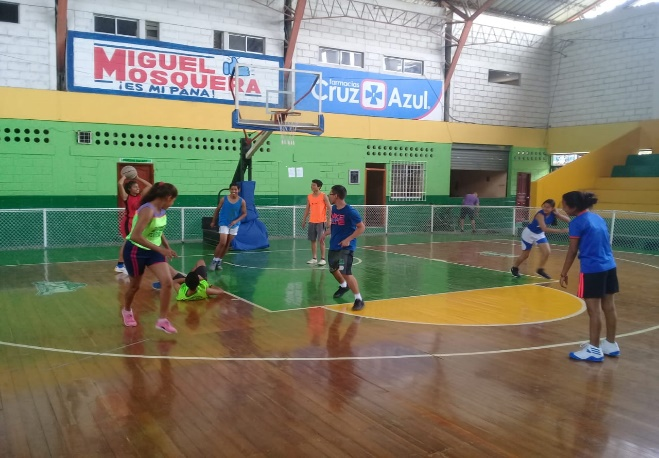 MIGUEL
MOSQUERA
¡ES MI PANA!
farmacias
Cruz Azul